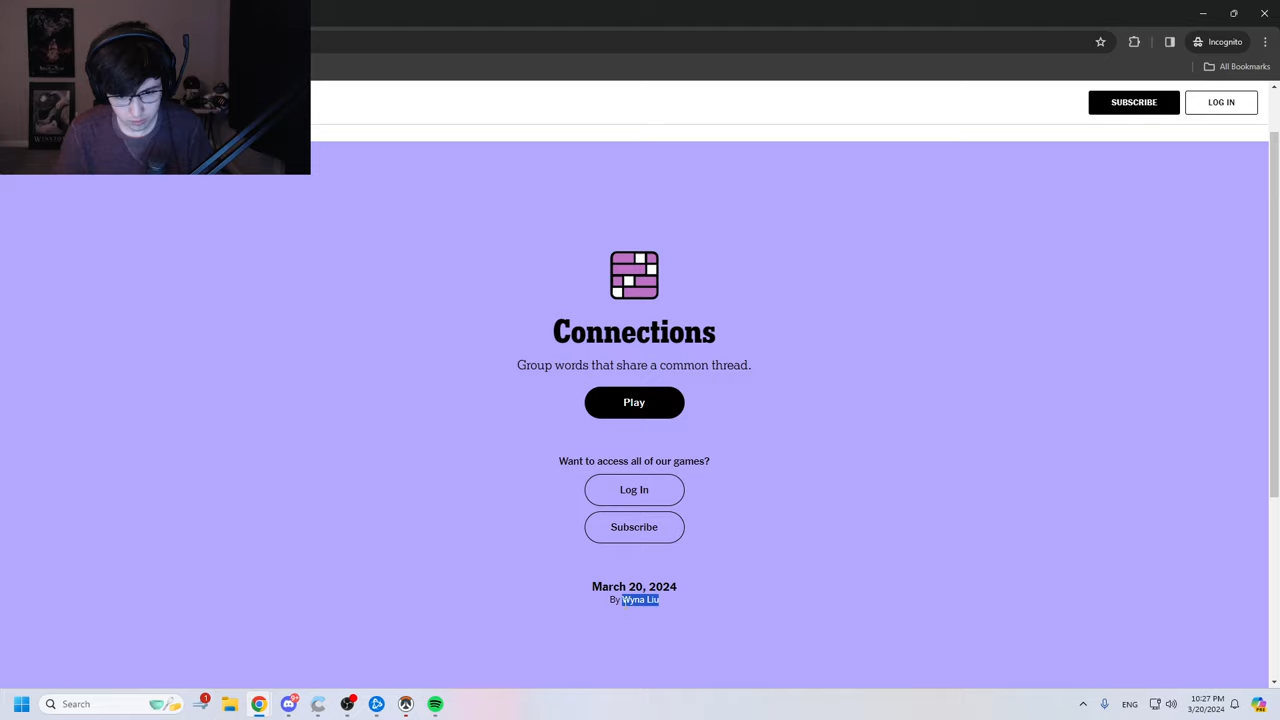 WINSTON
Incognito
All Bookmarks
SUBSCRIBE
LOG IN
Connections
Group words that share a common thread.
Play
Want to access all of our games?
Log In
Subscribe
March 20, 2024
By Wyna Liu
Search
1
ENG
10:27 PM
3/20/2024